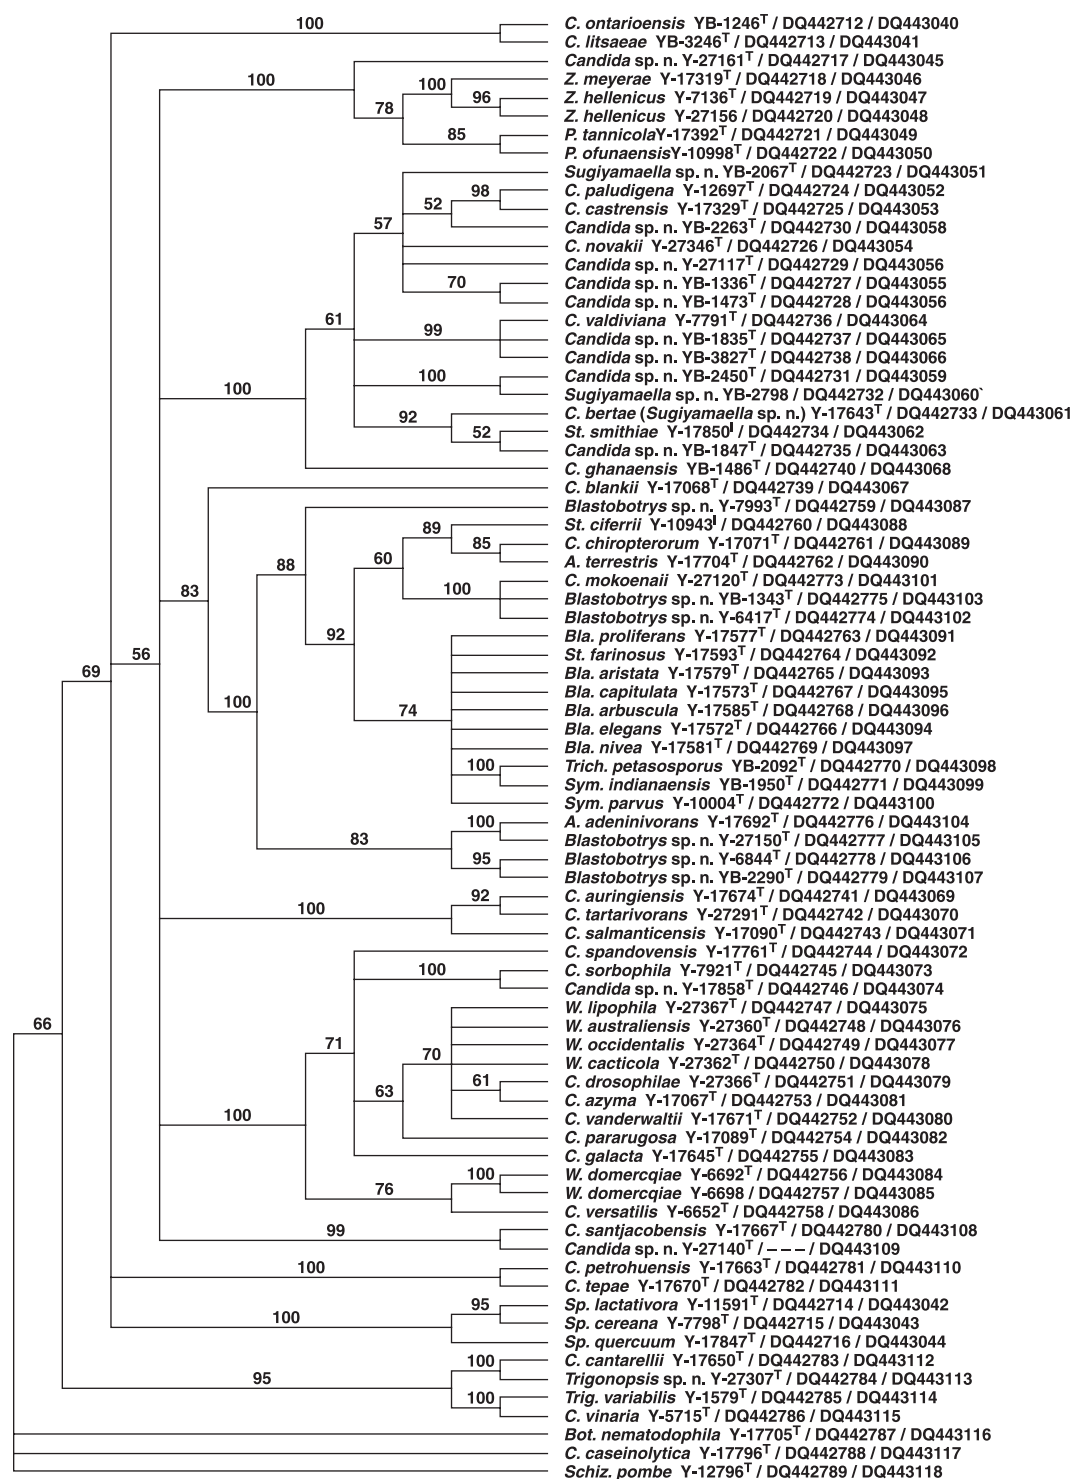 100
C. ontarioensis YB-1246T / DQ442712 / DQ443040
C. litsaeae YB-3246T / DQ442713 / DQ443041
Candida sp. n. Y-27161T / DQ442717 / DQ443045
100
Z. meyerae Y-17319T / DQ442718 / DQ443046
100
Z. hellenicus Y-7136T / DQ442719 / DQ443047
96
78
Z. hellenicus Y-27156 / DQ442720 / DQ443048
P. tannicolaY-17392T / DQ442721 / DQ443049
85
P. ofunaensisY-10998T / DQ442722 / DQ443050
Sugiyamaella sp. n. YB-2067T / DQ442723 / DQ443051
98
C. paludigena Y-12697T / DQ442724 / DQ443052
52
C. castrensis Y-17329T / DQ442725 / DQ443053
57
Candida sp. n. YB-2263T / DQ442730 / DQ443058
C. novakii Y-27346T / DQ442726 / DQ443054
Candida sp. n. Y-27117T / DQ442729 / DQ443056
70
Candida sp. n. YB-1336T / DQ442727 / DQ443055
Candida sp. n. YB-1473T / DQ442728 / DQ443056
61
C. valdiviana Y-7791T / DQ442736 / DQ443064
99
Candida sp. n. YB-1835T / DQ442737 / DQ443065
Candida sp. n. YB-3827T / DQ442738 / DQ443066
100
Candida sp. n. YB-2450T / DQ442731 / DQ443059
100
Sugiyamaella sp. n. YB-2798 / DQ442732 / DQ443060`
92
C. bertae (Sugiyamaella sp. n.) Y-17643T / DQ442733 / DQ443061
52
St. smithiae Y-17850I / DQ442734 / DQ443062
Candida sp. n. YB-1847T / DQ442735 / DQ443063
C. ghanaensis YB-1486T / DQ442740 / DQ443068
C. blankii Y-17068T / DQ442739 / DQ443067
Blastobotrys sp. n. Y-7993T / DQ442759 / DQ443087
89
St. ciferrii Y-10943I / DQ442760 / DQ443088
88
60
85
C. chiropterorum Y-17071T / DQ442761 / DQ443089
A. terrestris Y-17704T / DQ442762 / DQ443090
83
100
C. mokoenaii Y-27120T / DQ442773 / DQ443101
Blastobotrys sp. n. YB-1343T / DQ442775 / DQ443103
Blastobotrys sp. n. Y-6417T / DQ442774 / DQ443102
92
Bla. proliferans Y-17577T / DQ442763 / DQ443091
56
St. farinosus Y-17593T / DQ442764 / DQ443092
69
Bla. aristata Y-17579T / DQ442765 / DQ443093
Bla. capitulata Y-17573T / DQ442767 / DQ443095
100
74
Bla. arbuscula Y-17585T / DQ442768 / DQ443096
Bla. elegans Y-17572T / DQ442766 / DQ443094
Bla. nivea Y-17581T / DQ442769 / DQ443097
100
Trich. petasosporus YB-2092T / DQ442770 / DQ443098
Sym. indianaensis YB-1950T / DQ442771 / DQ443099
Sym. parvus Y-10004T / DQ442772 / DQ443100
100
A. adeninivorans Y-17692T / DQ442776 / DQ443104
83
Blastobotrys sp. n. Y-27150T / DQ442777 / DQ443105
95
Blastobotrys sp. n. Y-6844T / DQ442778 / DQ443106
Blastobotrys sp. n. YB-2290T / DQ442779 / DQ443107
92
C. auringiensis Y-17674T / DQ442741 / DQ443069
100
C. tartarivorans Y-27291T / DQ442742 / DQ443070
C. salmanticensis Y-17090T / DQ442743 / DQ443071
C. spandovensis Y-17761T / DQ442744 / DQ443072
100
C. sorbophila Y-7921T / DQ442745 / DQ443073
Candida sp. n. Y-17858T / DQ442746 / DQ443074
W. lipophila Y-27367T / DQ442747 / DQ443075
66
W. australiensis Y-27360T / DQ442748 / DQ443076
71
70
W. occidentalis Y-27364T / DQ442749 / DQ443077
W. cacticola Y-27362T / DQ442750 / DQ443078
61
C. drosophilae Y-27366T / DQ442751 / DQ443079
63
C. azyma Y-17067T / DQ442753 / DQ443081
100
C. vanderwaltii Y-17671T / DQ442752 / DQ443080
C. pararugosa Y-17089T / DQ442754 / DQ443082
C. galacta Y-17645T / DQ442755 / DQ443083
100
W. domercqiae Y-6692T / DQ442756 / DQ443084
76
W. domercqiae Y-6698 / DQ442757 / DQ443085
C. versatilis Y-6652T / DQ442758 / DQ443086
99
C. santjacobensis Y-17667T / DQ442780 / DQ443108
Candida sp. n. Y-27140T / – – – / DQ443109
100
C. petrohuensis Y-17663T / DQ442781 / DQ443110
C. tepae Y-17670T / DQ442782 / DQ443111
95
Sp. lactativora Y-11591T / DQ442714 / DQ443042
100
Sp. cereana Y-7798T / DQ442715 / DQ443043
Sp. quercuum Y-17847T / DQ442716 / DQ443044
100
C. cantarellii Y-17650T / DQ442783 / DQ443112
95
Trigonopsis sp. n. Y-27307T / DQ442784 / DQ443113
100
Trig. variabilis Y-1579T / DQ442785 / DQ443114
C. vinaria Y-5715T / DQ442786 / DQ443115
Bot. nematodophila Y-17705T / DQ442787 / DQ443116
C. caseinolytica Y-17796T / DQ442788 / DQ443117
Schiz. pombe Y-12796T / DQ442789 / DQ443118